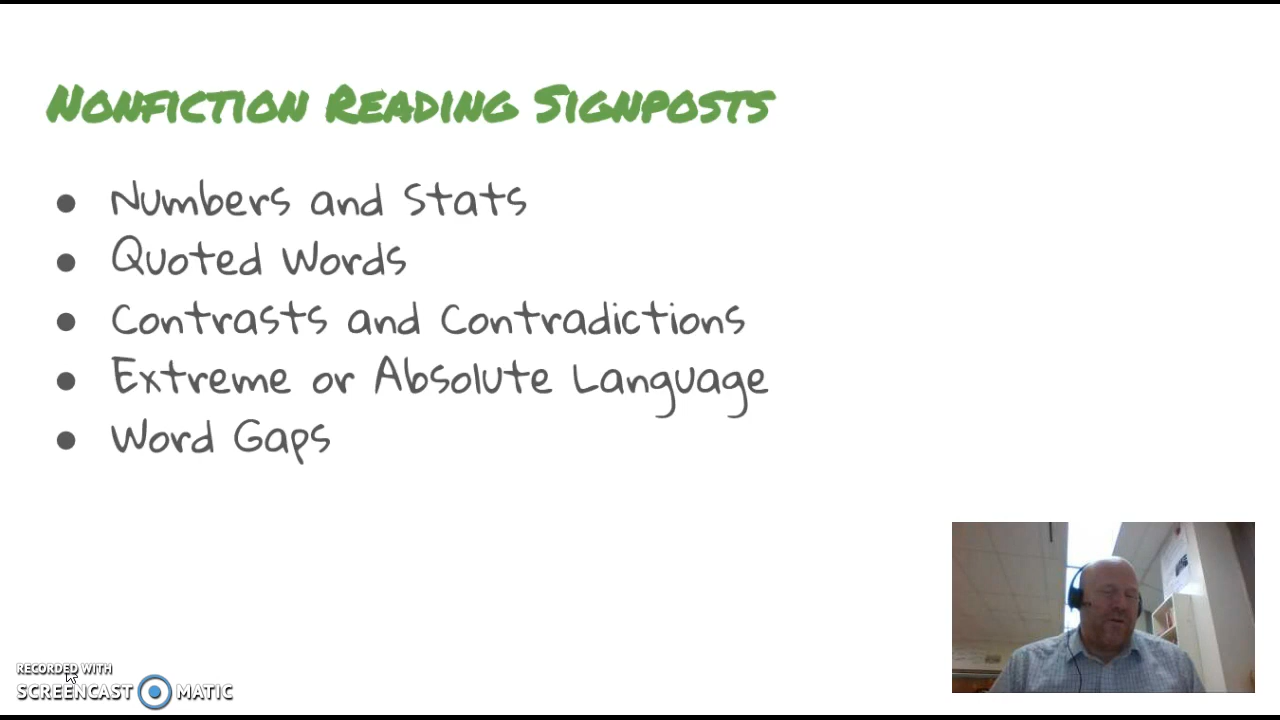 Nonfiction Reading Signposts
● Numbers and Stats
● Quoted Words
● Contrasts and Contradictions
● Extreme or Absolute Language
● Word Gaps
RECORDED WITH
SCREENCAST MATIC